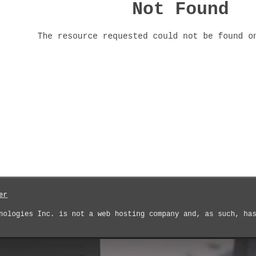 Not Found
The resource requested could not be found
er
nologies Inc. is not a web hosting company and, as such, has